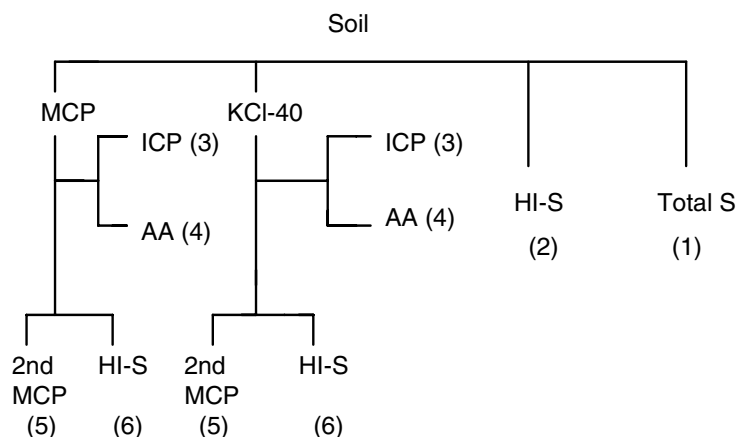 Soil
MCP KCl-40
ICP (3) ICP (3)
HI-S Total S
AA (4) AA (4)
(2) (1)
2nd HI-S 2nd HI-S
MCP MCP
(5) (6) (5) (6)